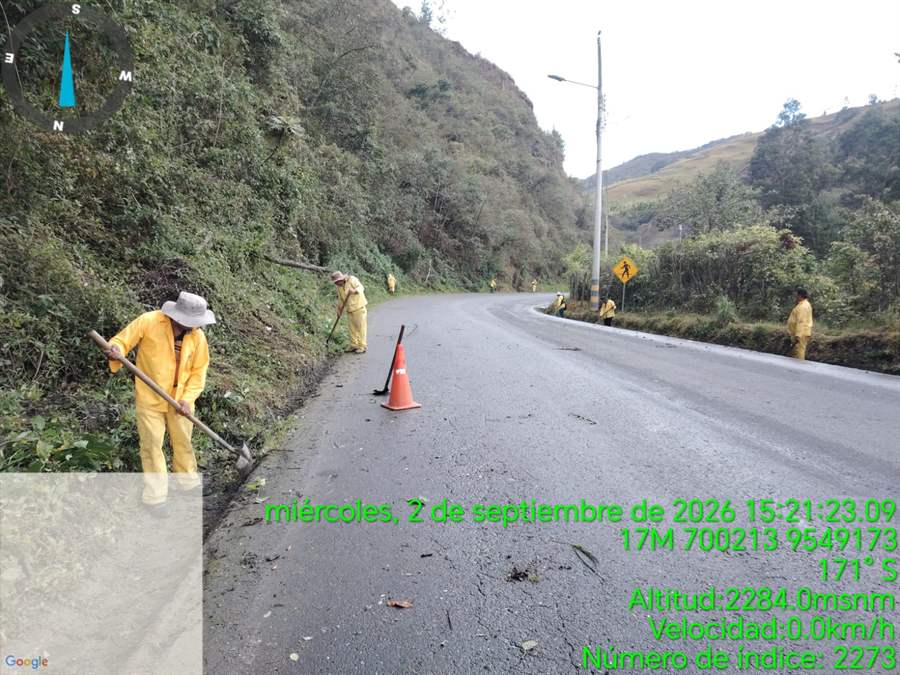 S
E
W
N
miércoles, 2 de septiembre de 2026 15:21:23.09
17M 700213 9549173
171° S
Altitud:2284.0msnm
Velocidad:0.0km/h
Número de índice: 2273
Google